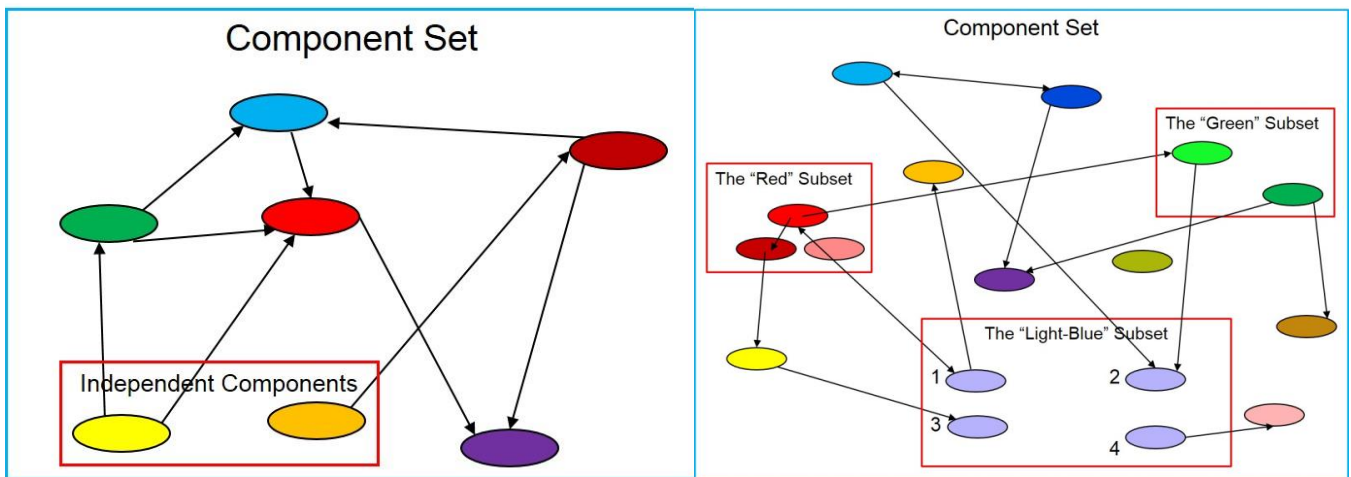 Component Set
Independent Components
Component Set
The “Green” Subset
The “Red” Subset
The “Light-Blue” Subset
1
2
3
4